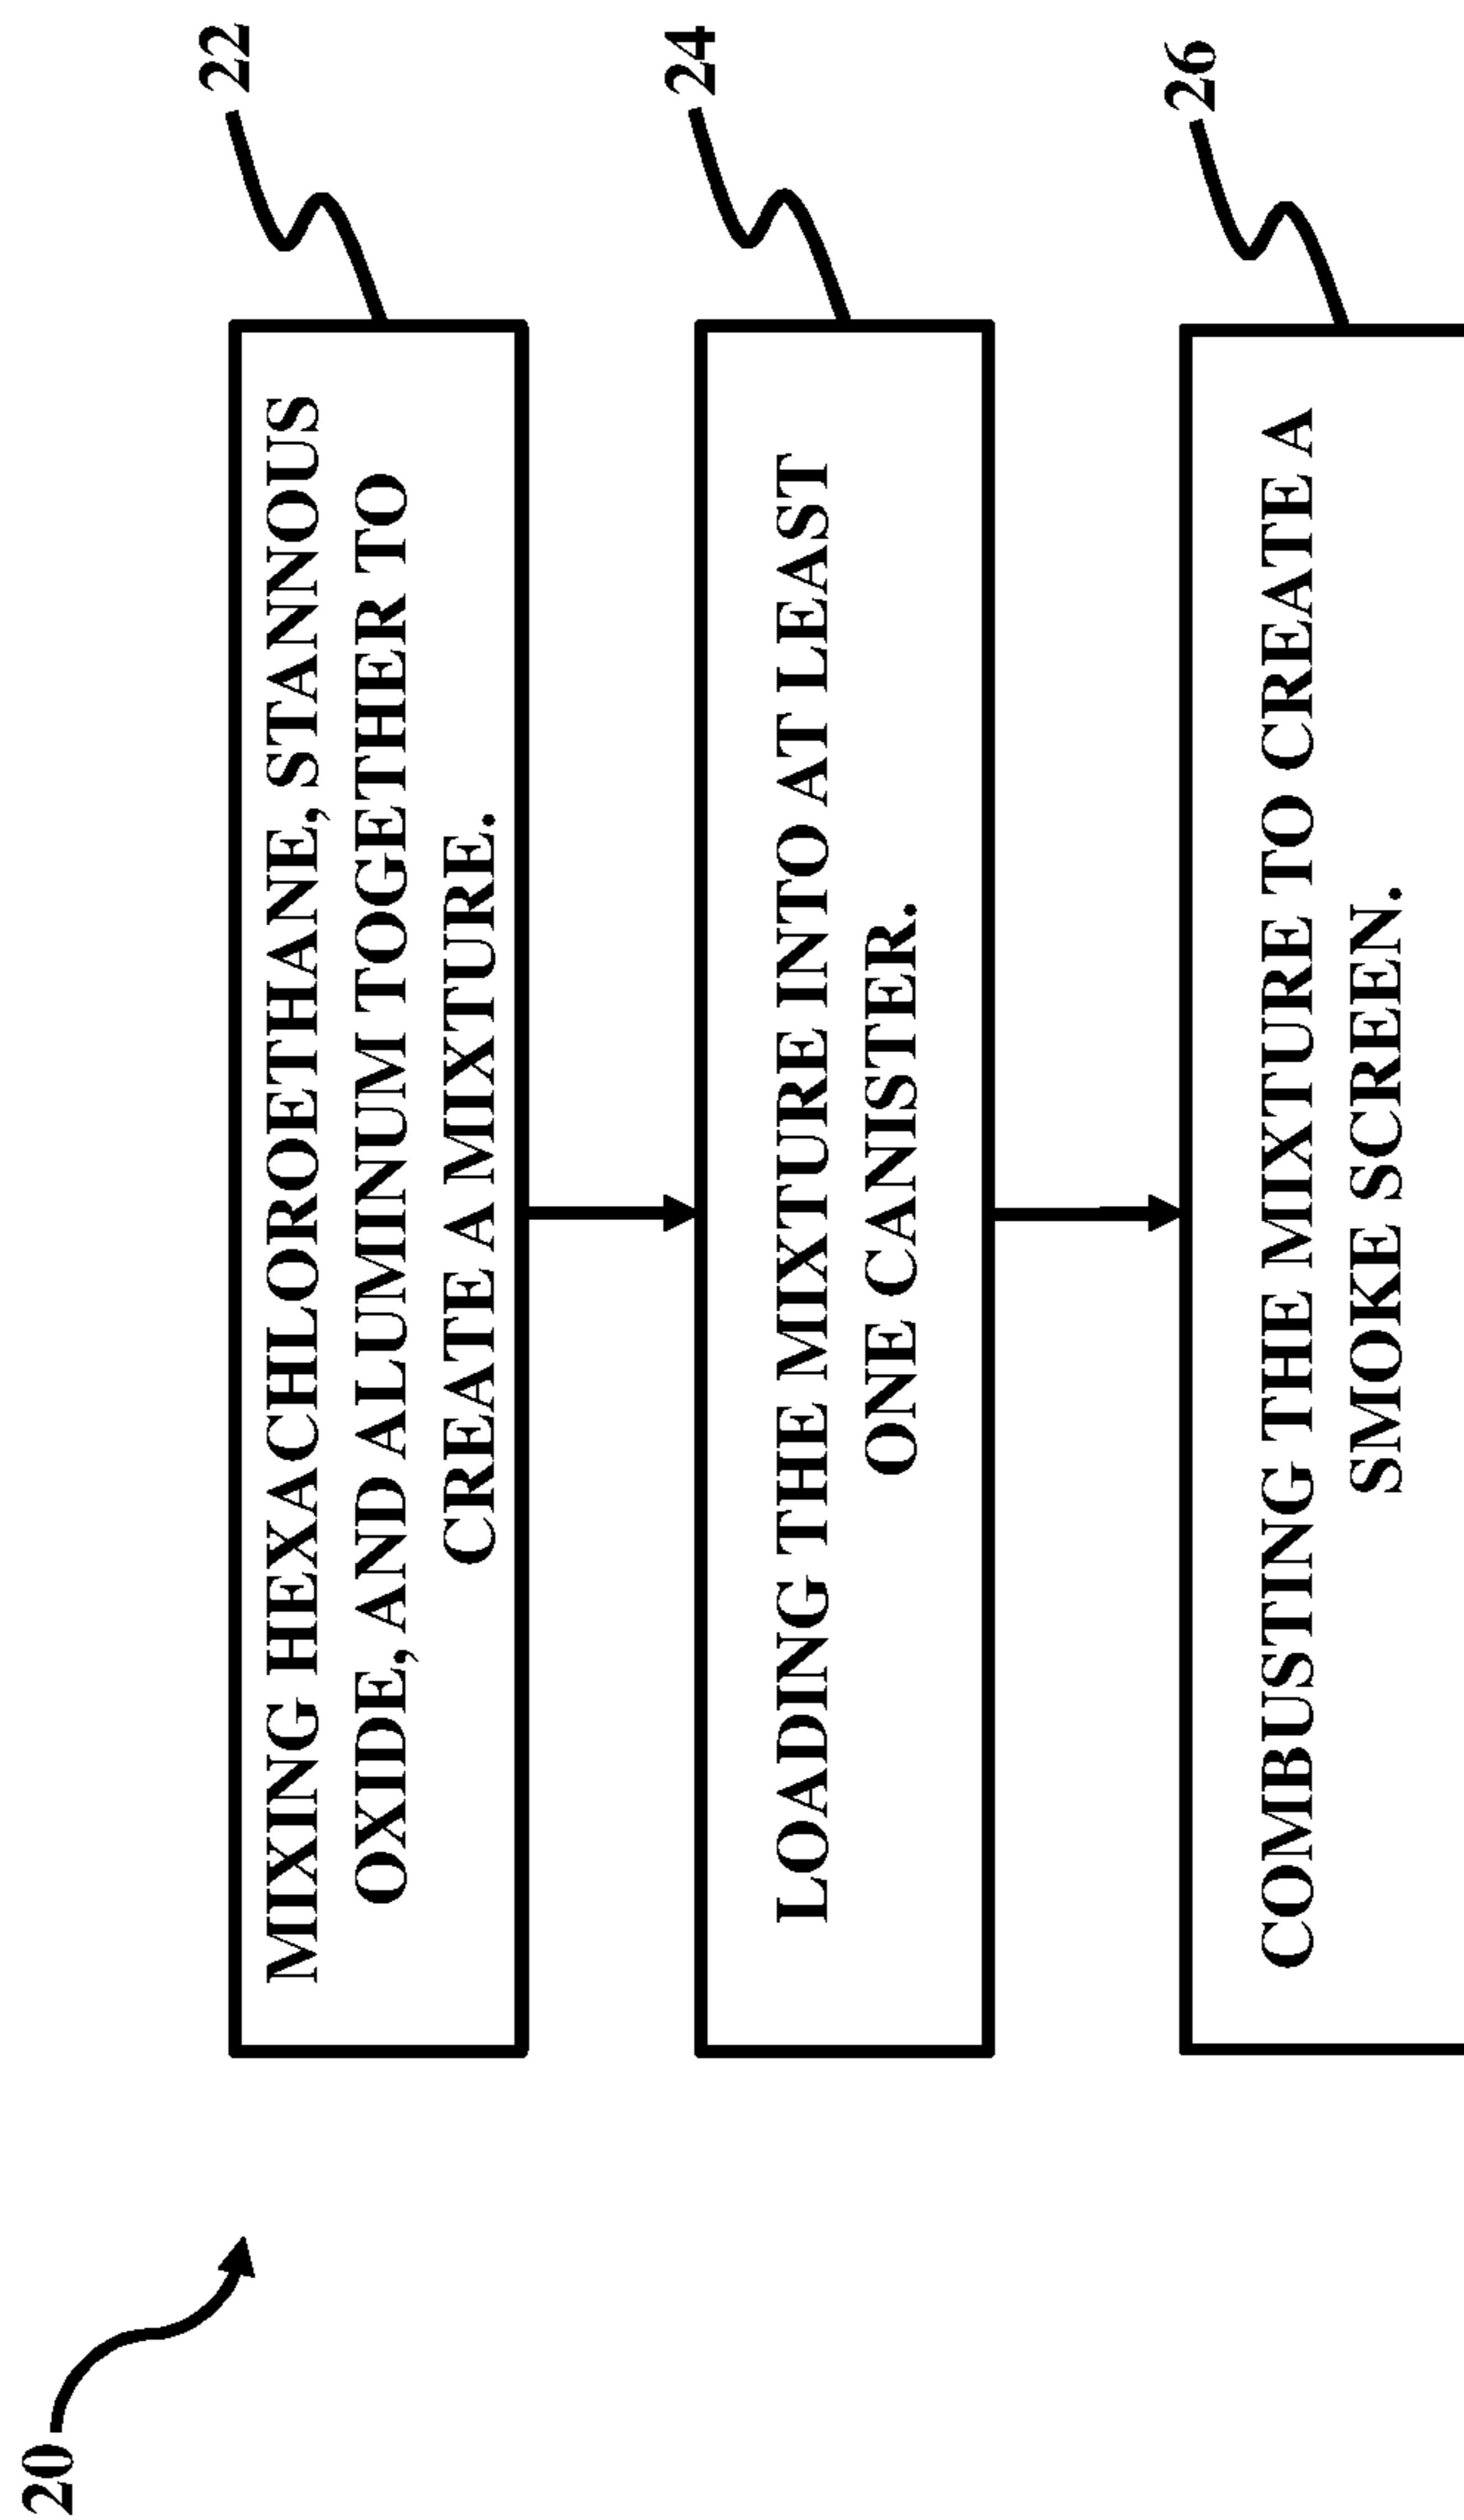 20
22
MIXING HEXACHLOROETHANE, STANNOUS
OXIDE, AND ALUMINUM TOGETHER TO
CREATE A MIXTURE.
24
LOADING THE MIXTURE INTO AT LEAST
ONE CANISTER.
26
COMBUSTING THE MIXTURE TO CREATE A
SMOKE SCREEN.